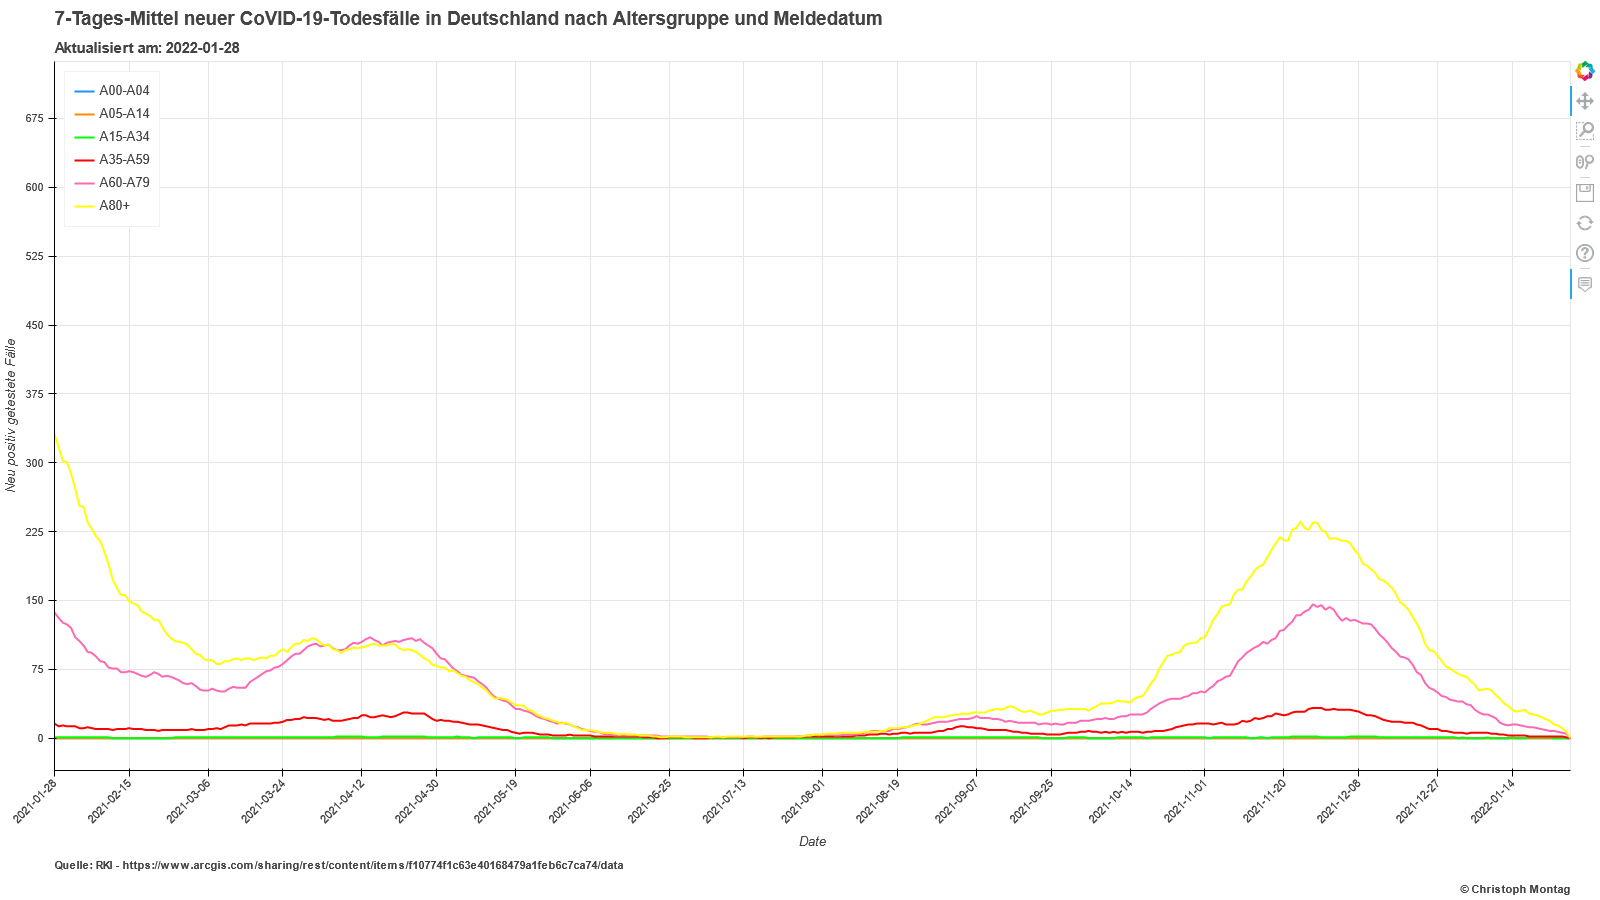 7-Tages-Mittel neuer CoVID-19-Todesfälle in Deutschland nach Altersgruppe und Meldedatum
Aktualisiert am: 2022-01-28
A00-A04
A05-A14
A15-A34
A35-A59
A60-A79
A80+
675
600
525
450
375
300
225
150
75
0
Neu positiv getestete Fälle
2021-01-28
2021-02-15
2021-03-06
2021-03-24
2021-04-12
2021-04-30
2021-05-19
2021-06-06
2021-06-25
2021-07-13
2021-08-01
2021-08-19
2021-09-07
2021-09-25
2021-10-14
2021-11-01
2021-11-20
2021-12-08
2021-12-27
2022-01-14
Date
Quelle: RKI - https://www.arcgis.com/sharing/rest/content/items/f10774f1c63e40168479a1feb6c7ca74/data
© Christoph Montag